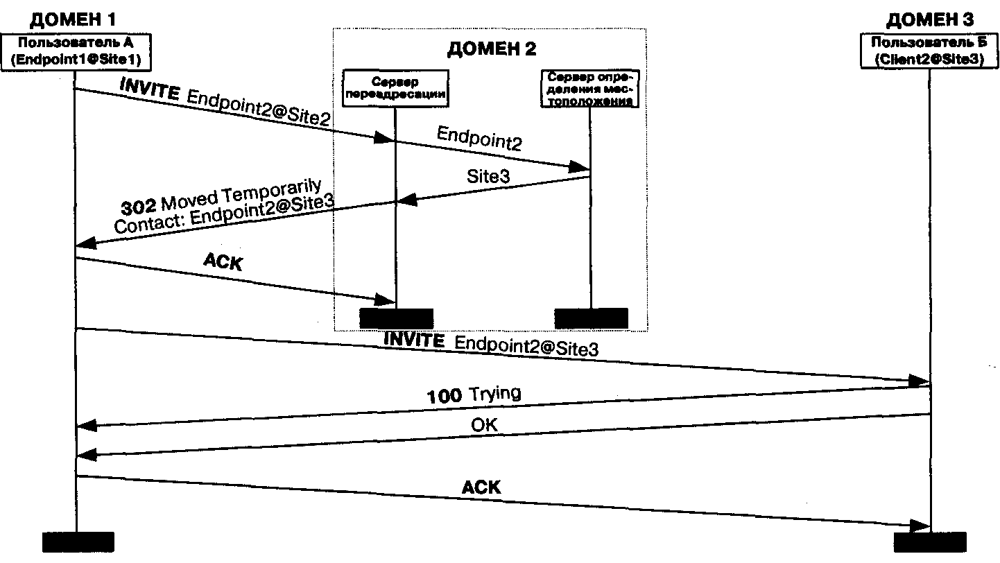 ДОМЕН 1
Пользователь А
(Endpoint1@Site1)
ДОМЕН 2
Сервер
переадресации
Сервер опре-
деления мес-
тоположения
ДОМЕН 3
Пользователь Б
(Client2@Site3)
INVITE Endpoint2@Site2
Endpoint2
Site3
302 Moved Temporarily
Contact: Endpoint2@Site3
ACK
INVITE Endpoint2@Site3
100 Trying
OK
ACK